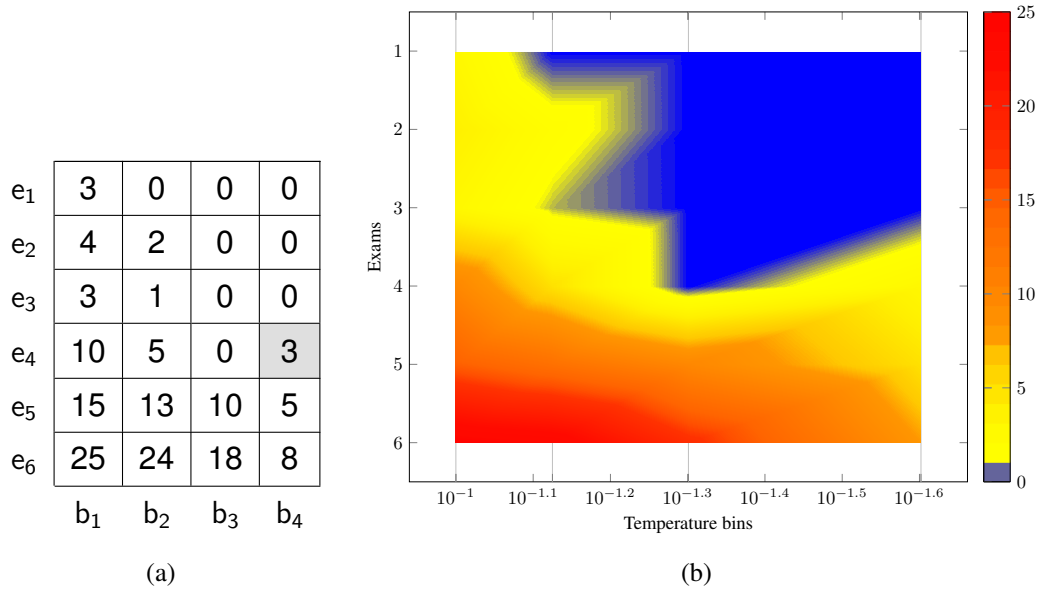 e₁ 3 0 0 0
e₂ 4 2 0 0
e₃ 3 1 0 0
e₄ 10 5 0 3
e₅ 15 13 10 5
e₆ 25 24 18 8
b₁ b₂ b₃ b₄
(a)
1
2
3
4
5
6
Exams
10⁻¹ 10⁻¹·¹ 10⁻¹·² 10⁻¹·³ 10⁻¹·⁴ 10⁻¹·⁵ 10⁻¹·⁶
Temperature bins
25
20
15
10
5
0
(b)